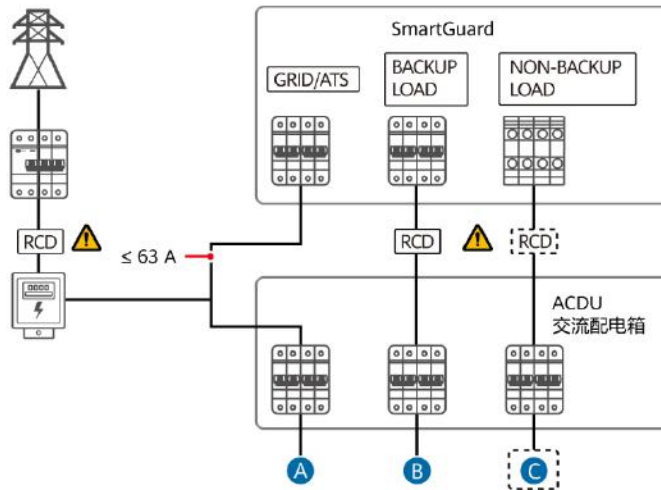 SmartGuard
GRID/ATS
BACKUP
LOAD
NON-BACKUP
LOAD
RCD
≤ 63 A
RCD
RCD
ACDU
交流配电箱
A
B
C